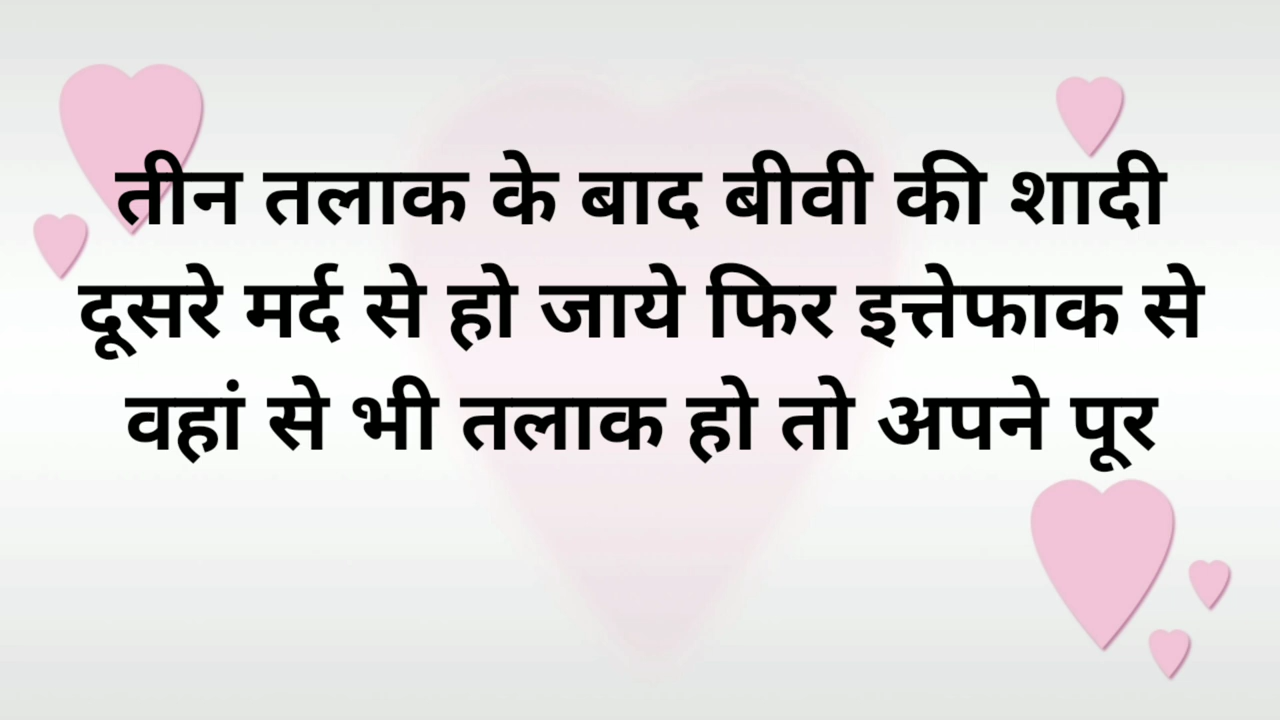 तीन तलाक के बाद बीवी की शादी
दूसरे मर्द से हो जाये फिर इत्तेफाक से
वहां से भी तलाक हो तो अपने पूर